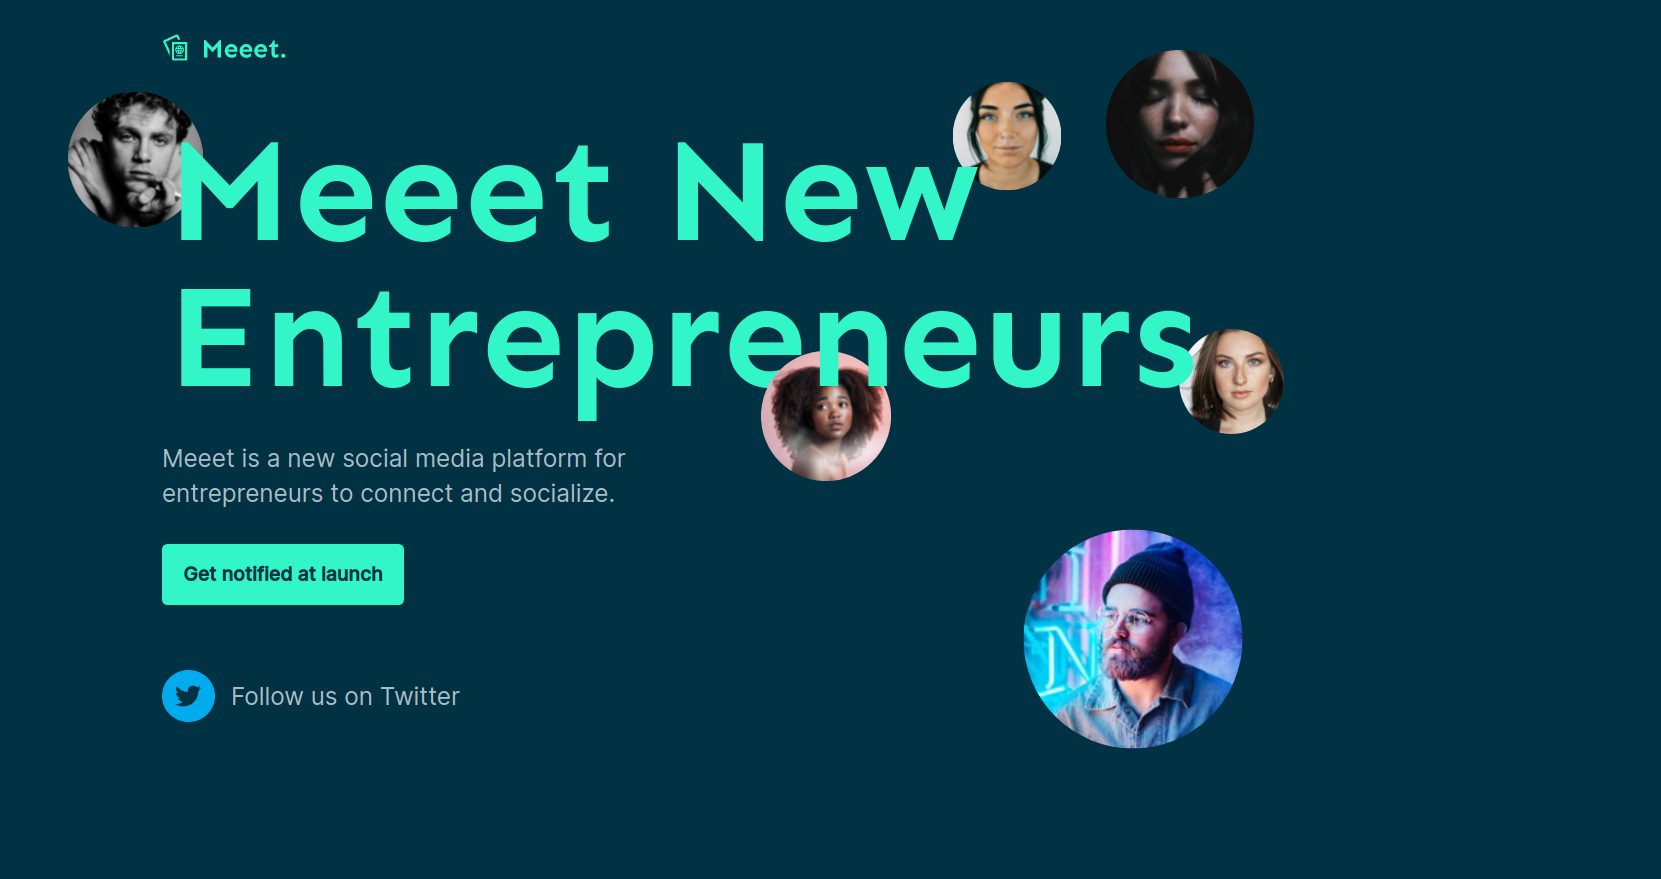 Meeet.
Meeet New
Entrepreneurs
Meeet is a new social media platform for
entrepreneurs to connect and socialize.
Get notified at launch
Follow us on Twitter